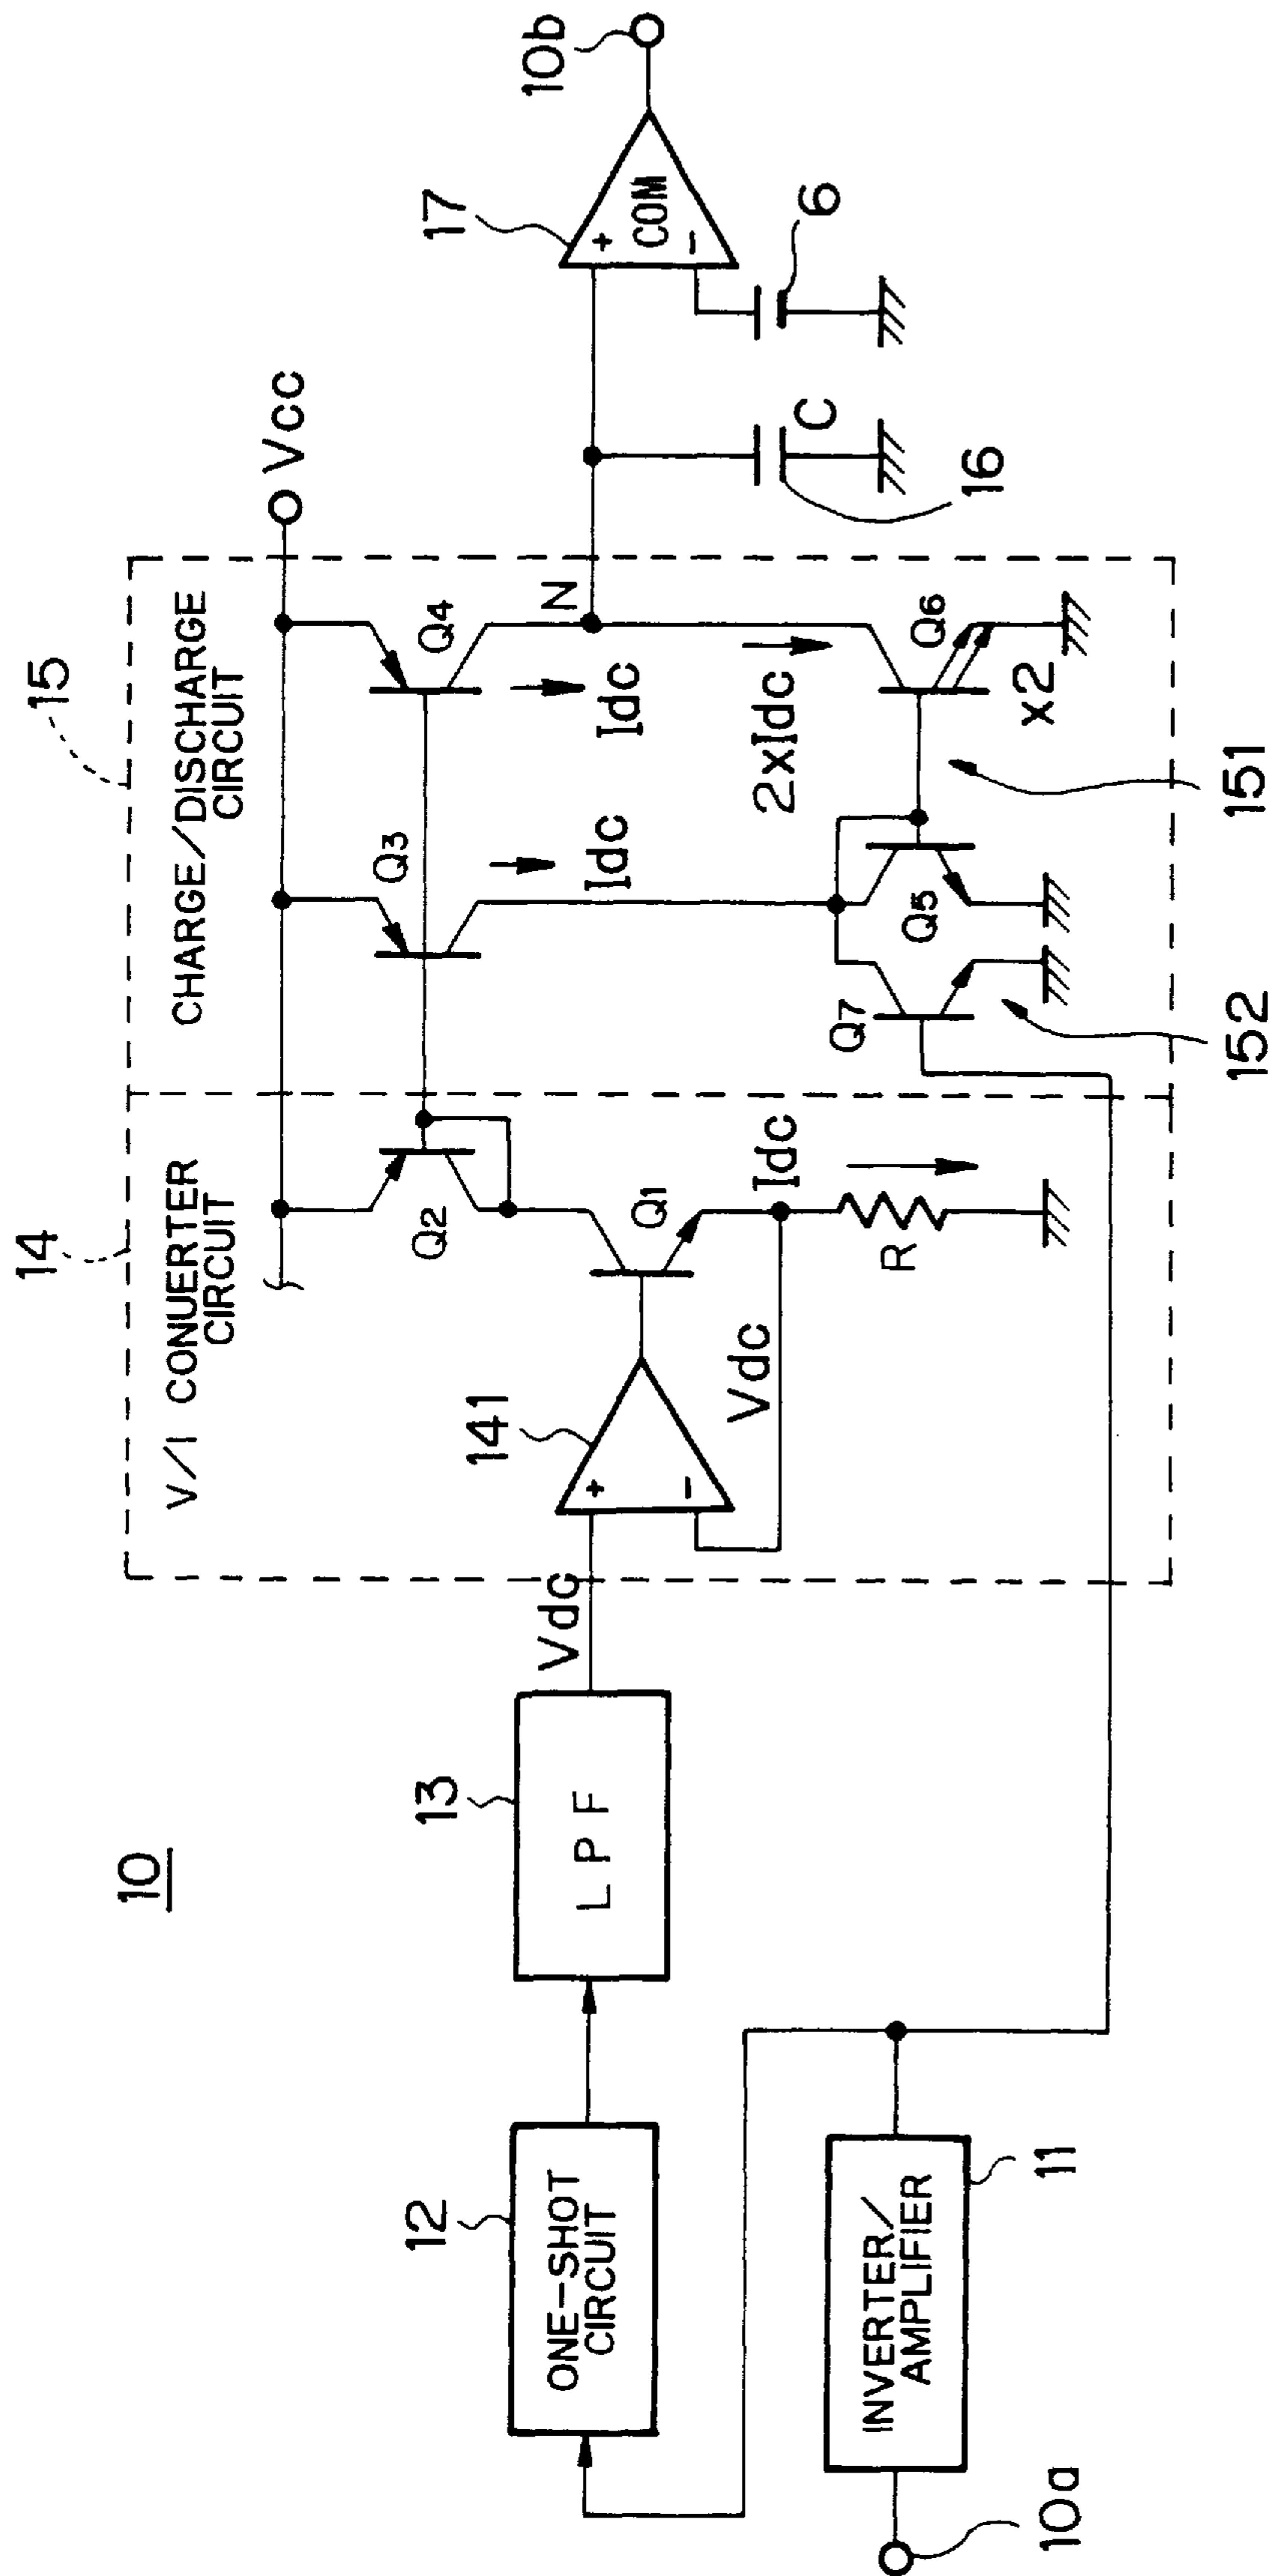 10
14
15
V/I CONUERTER
CIRCUIT
CHARGE/DISCHARGE
CIRCUIT
Vcc
Q2
Q3
Q4
Idc
Idc
N
17
+
COM
-
10b
12
ONE-SHOT
CIRCUIT
13
LPF
Vdc
141
+
-
Q1
Vdc
Idc
R
2xIdc
Q7
Q5
Q6
x2
152
151
16
C
6
10a
INVERTER/
AMPLIFIER
11